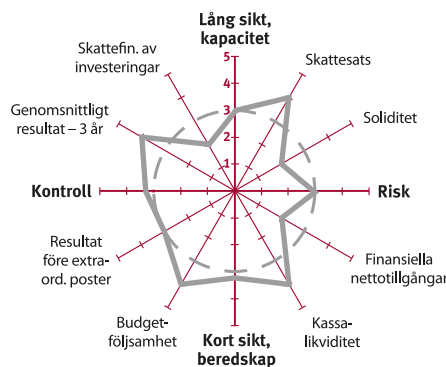 Lång sikt,
kapacitet
5
4
3
2
1
Skattefin. av
investeringar
Skattesats
Genomsnittligt
resultat – 3 år
Soliditet
Kontroll
Risk
Resultat
före extra-
ord. poster
Finansiella
nettotillgångar
Budget-
följsamhet
Kassa-
likviditet
Kort sikt,
beredskap